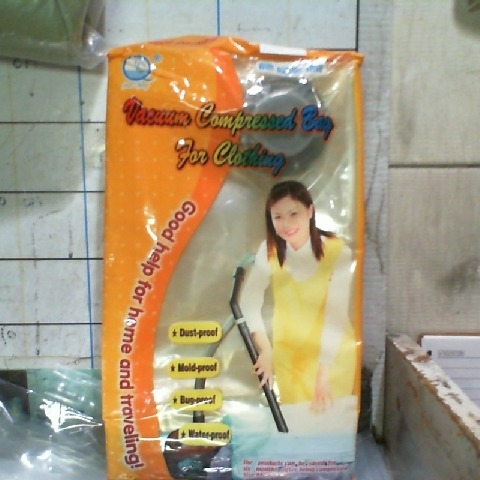 Vacuum Compressed Bag
For Clothing
Good help for home and traveling!
★ Dust-proof
★ Mold-proof
★ Bug-proof
★ Water-proof